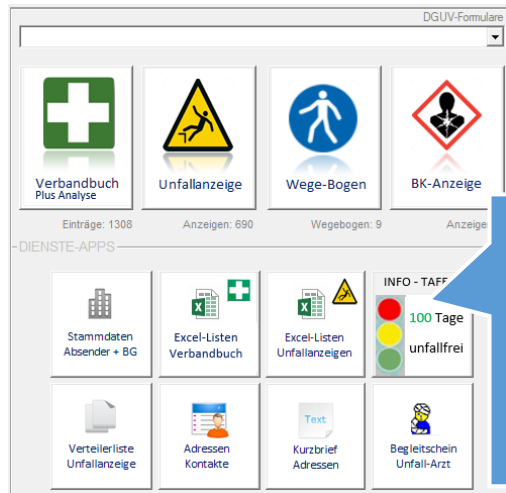 DGUV-Formulare
Verbandbuch
Plus Analyse
Unfallanzeige
Wege-Bogen
BK-Anzeige
Einträge: 1308
Anzeigen: 690
Wegebogen: 9
DIENSTE-APPS
Stammdaten
Absender + BG
Excel-Listen
Verbandbuch
Excel-Listen
Unfallanzeigen
INFO -
100 Tage
unfallfrei
Verteilerliste
Unfallanzeige
Adressen
Kontakte
Text
Kurzbrief
Adressen
Begleitschein
Unfall-Arzt